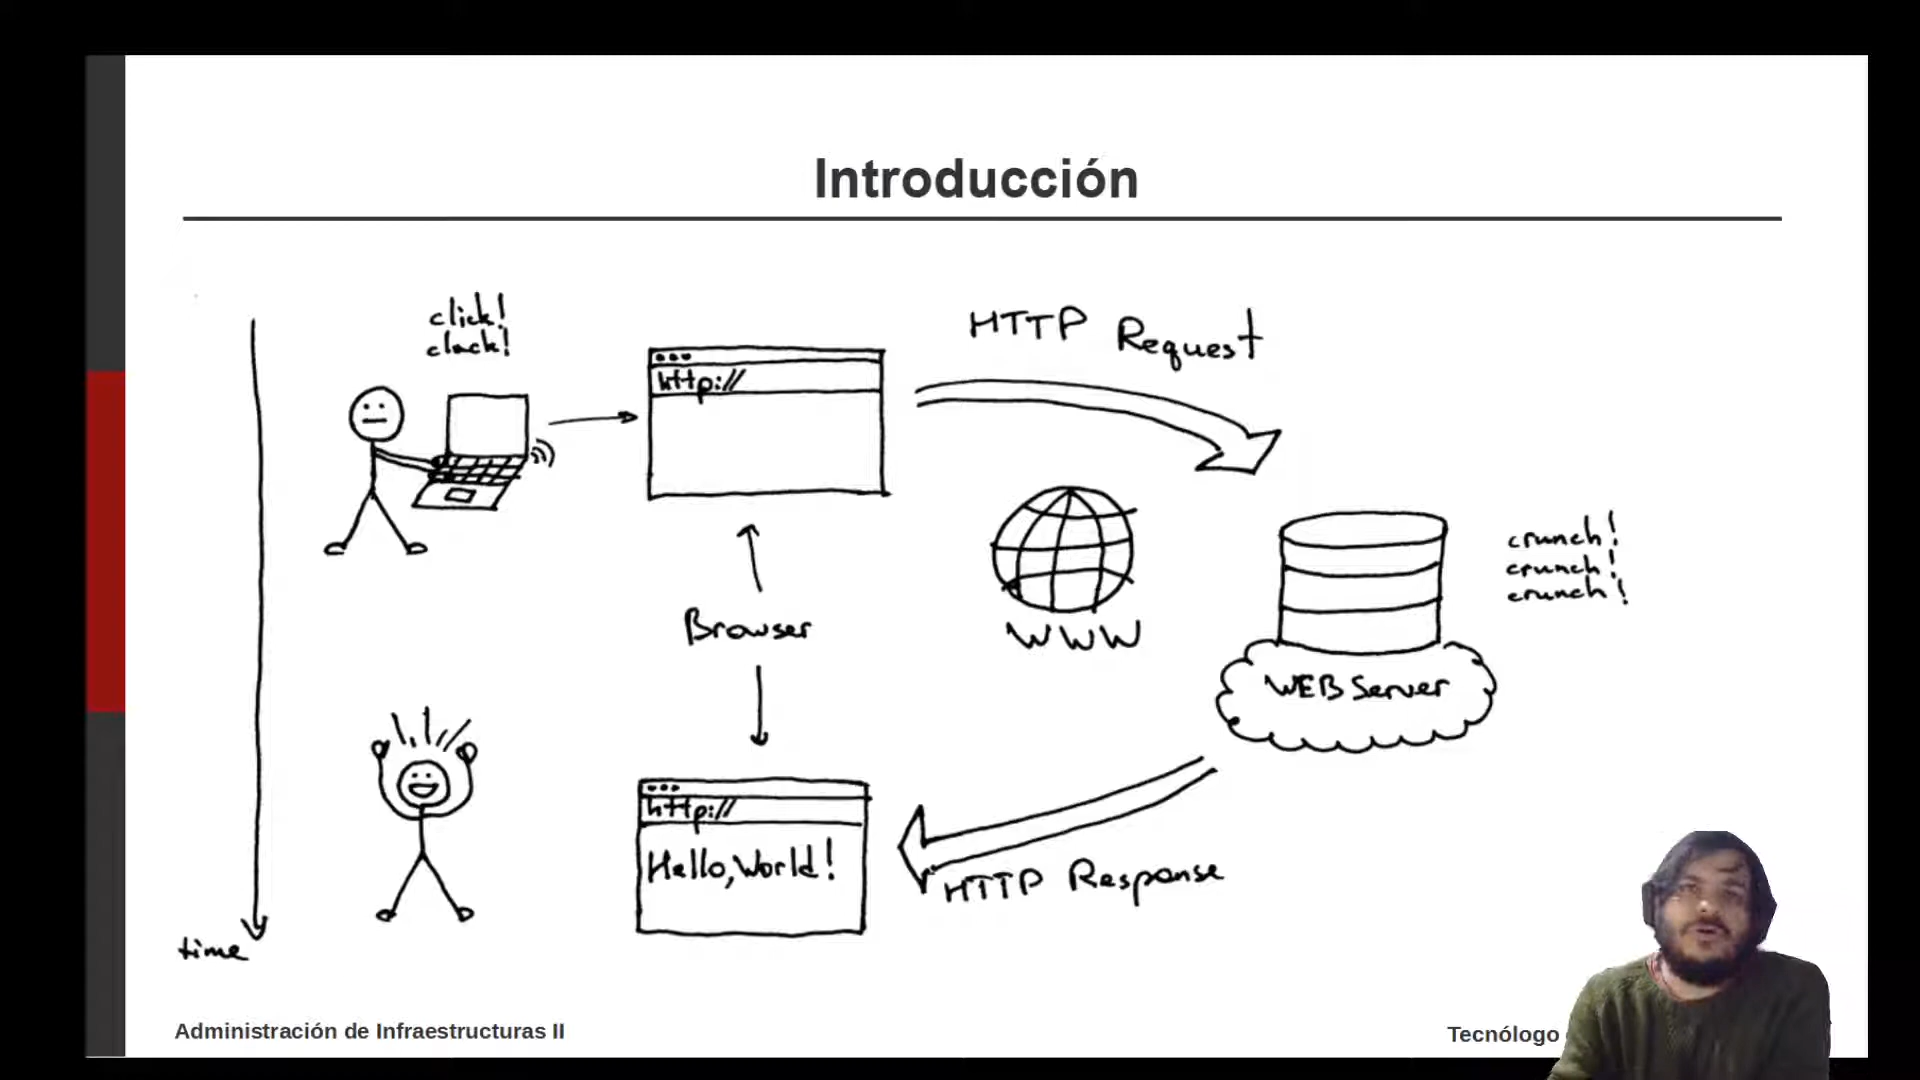 Introducción
click!
clack!
HTTP Request
http://
crunch!
crunch!
crunch!
Browser
WWW
WEB Server
http://
Hello, World!
HTTP Response
time
Administración de Infraestructuras II
Tecnólogo